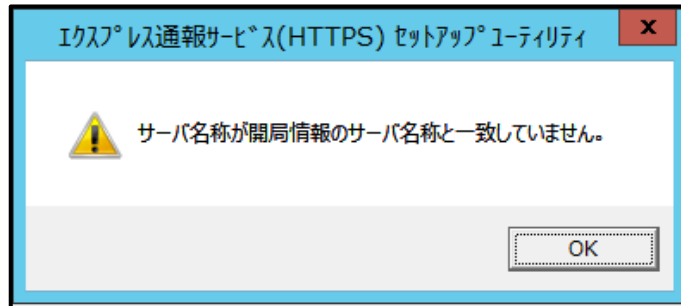 ｴｸｽﾌﾟﾚｽ通報ｻｰﾋﾞｽ(HTTPS) ｾｯﾄｱｯﾌﾟﾕｰﾃｨﾘﾃｨ
x
サーバ名称が開局情報のサーバ名称と一致していません。
OK